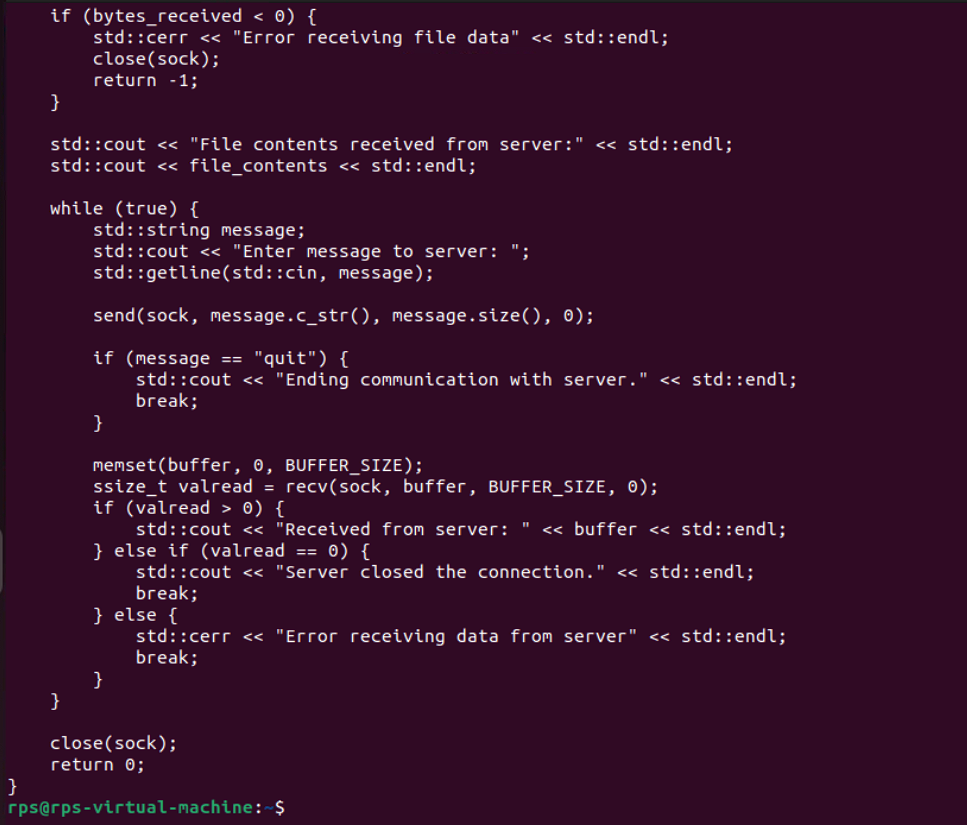 if (bytes_received < 0) {
        std::cerr << "Error receiving file data" << std::endl;
        close(sock);
        return -1;
    }

    std::cout << "File contents received from server:" << std::endl;
    std::cout << file_contents << std::endl;

    while (true) {
        std::string message;
        std::cout << "Enter message to server: ";
        std::getline(std::cin, message);

        send(sock, message.c_str(), message.size(), 0);

        if (message == "quit") {
            std::cout << "Ending communication with server." << std::endl;
            break;
        }

        memset(buffer, 0, BUFFER_SIZE);
        ssize_t valread = recv(sock, buffer, BUFFER_SIZE, 0);
        if (valread > 0) {
            std::cout << "Received from server: " << buffer << std::endl;
        } else if (valread == 0) {
            std::cout << "Server closed the connection." << std::endl;
            break;
        } else {
            std::cerr << "Error receiving data from server" << std::endl;
            break;
        }
    }

    close(sock);
    return 0;
}
rps@rps-virtual-machine:~$